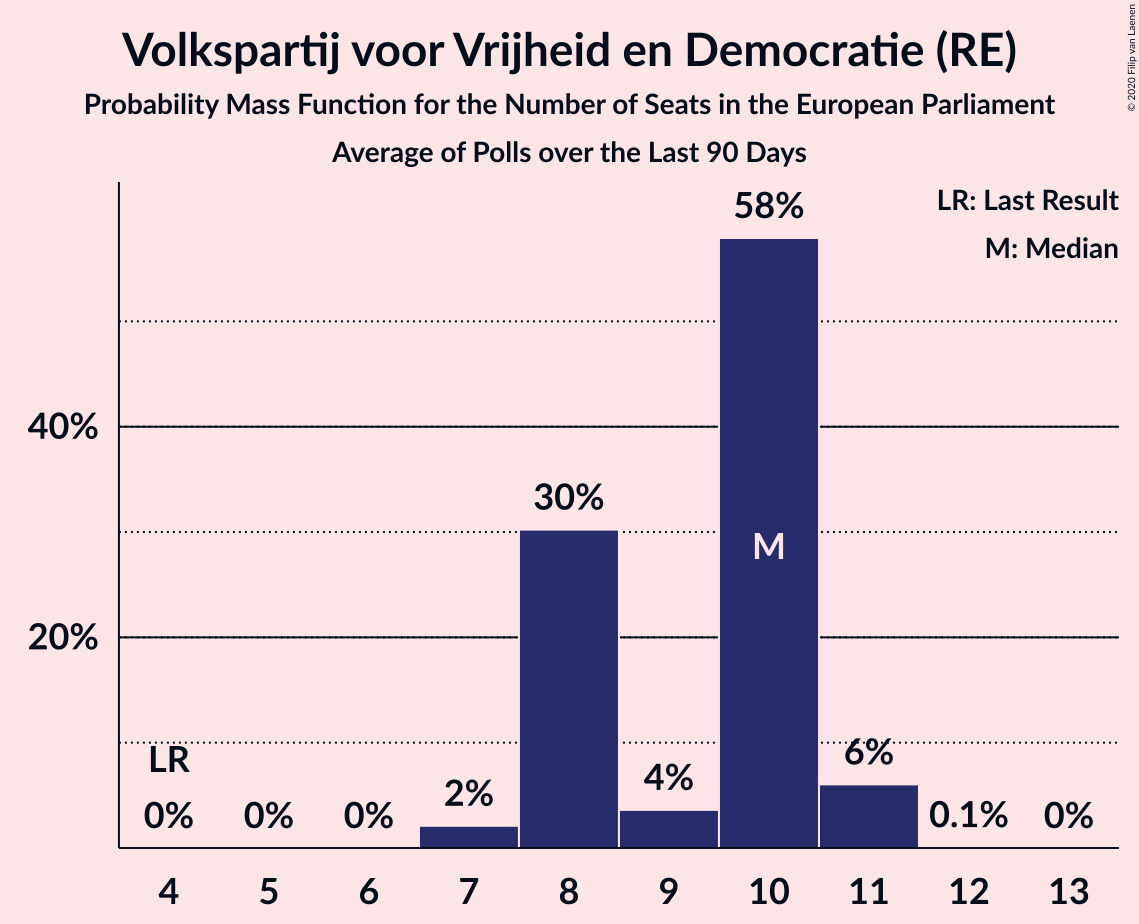 Volkspartij voor Vrijheid en Democratie (RE)
Probability Mass Function for the Number of Seats in the European Parliament
Average of Polls over the Last 90 Days
© 2020 Filip van Laenen
LR: Last Result
M: Median
58%
40%
30%
M
20%
LR
6%
4%
2%
0% 0% 0% 0.1% 0%
4 5 6 7 8 9 10 11 12 13